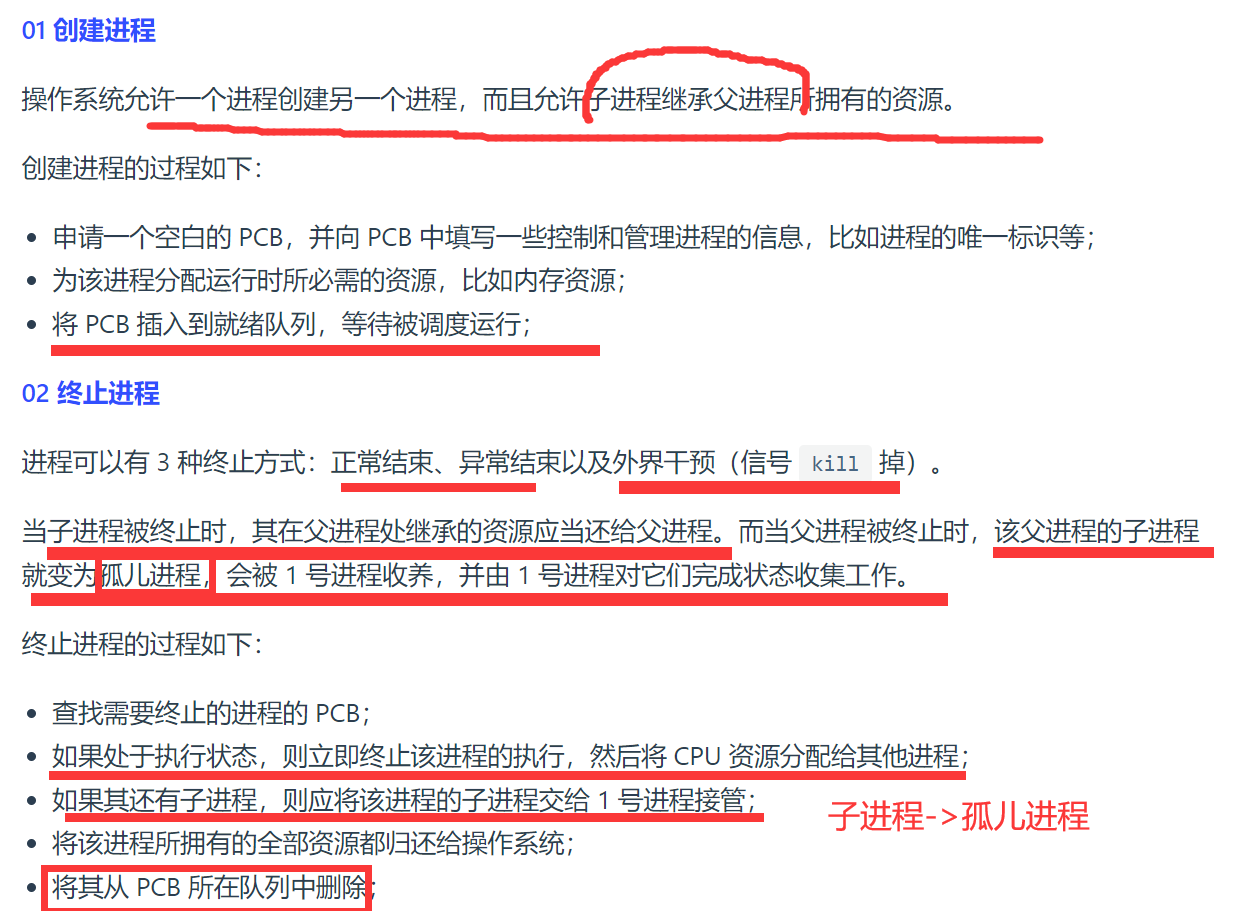 01 创建进程
操作系统允许一个进程创建另一个进程，而且允许子进程继承父进程所拥有的资源。
创建进程的过程如下：
• 申请一个空白的 PCB，并向 PCB 中填写一些控制和管理进程的信息，比如进程的唯一标识等；
• 为该进程分配运行时所必需的资源，比如内存资源；
• 将 PCB 插入到就绪队列，等待被调度运行；
02 终止进程
进程可以有 3 种终止方式：正常结束、异常结束以及外界干预（信号 kill 掉）。
当子进程被终止时，其在父进程处继承的资源应当还给父进程。而当父进程被终止时，该父进程的子进程
就变为孤儿进程，会被 1 号进程收养，并由 1 号进程对它们完成状态收集工作。
终止进程的过程如下：
• 查找需要终止的进程的 PCB；
• 如果处于执行状态，则立即终止该进程的执行，然后将 CPU 资源分配给其他进程；
• 如果其还有子进程，则应将该进程的子进程交给 1 号进程接管；
子进程->孤儿进程
• 将该进程所拥有的全部资源都归还给操作系统；
• 将其从 PCB 所在队列中删除；